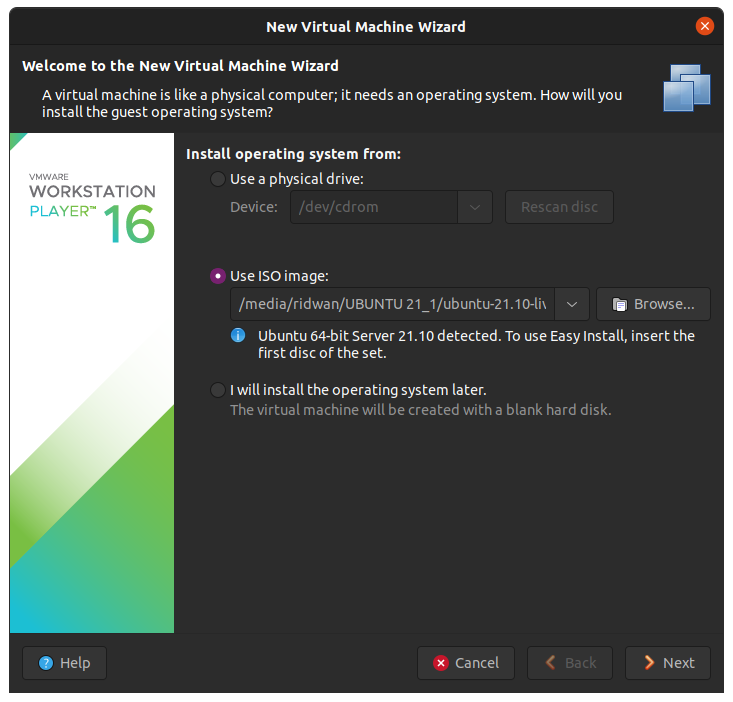 New Virtual Machine Wizard
Welcome to the New Virtual Machine Wizard
A virtual machine is like a physical computer; it needs an operating system. How will you
install the guest operating system?
VMWARE
WORKSTATION
PLAYER™ 16
Install operating system from:
Use a physical drive:
Device: /dev/cdrom Rescan disc
Use ISO image:
/media/ridwan/UBUNTU 21_1/ubuntu-21.10-liv Browse...
Ubuntu 64-bit Server 21.10 detected. To use Easy Install, insert the
first disc of the set.
I will install the operating system later.
The virtual machine will be created with a blank hard disk.
Help Cancel Back Next